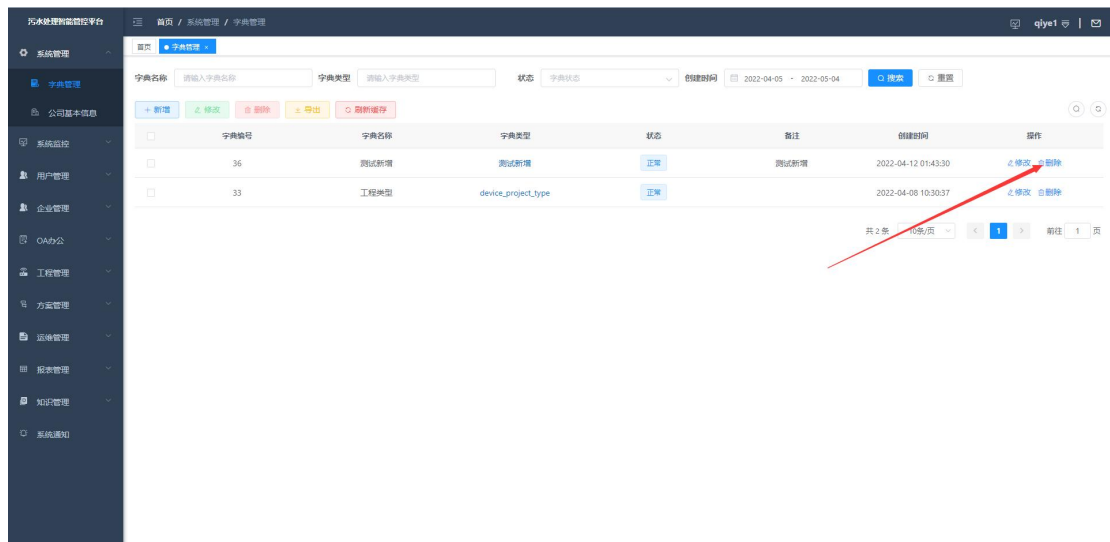 污水处理智能管控平台
首页 / 系统管理 / 字典管理
qiye1
系统管理
首页 字典管理 ×
字典管理
字典名称 请输入字典名称 字典类型 请输入字典类型 状态 字典状态 创建时间 2022-04-05 - 2022-05-04 搜索 重置
公司基本信息
+ 新增 修改 删除 导出 刷新缓存
字典编号 字典名称 字典类型 状态 备注 创建时间 操作
系统监控
36 测试新增 测试新增 正常 测试新增 2022-04-12 01:43:30 修改 删除
用户管理
33 工程类型 device_project_type 正常 2022-04-08 10:30:37 修改 删除
企业管理
共 2 条 10条/页 < 1 > 前往 1 页
OA办公
工程管理
方案管理
运维管理
报表管理
知识管理
系统通知